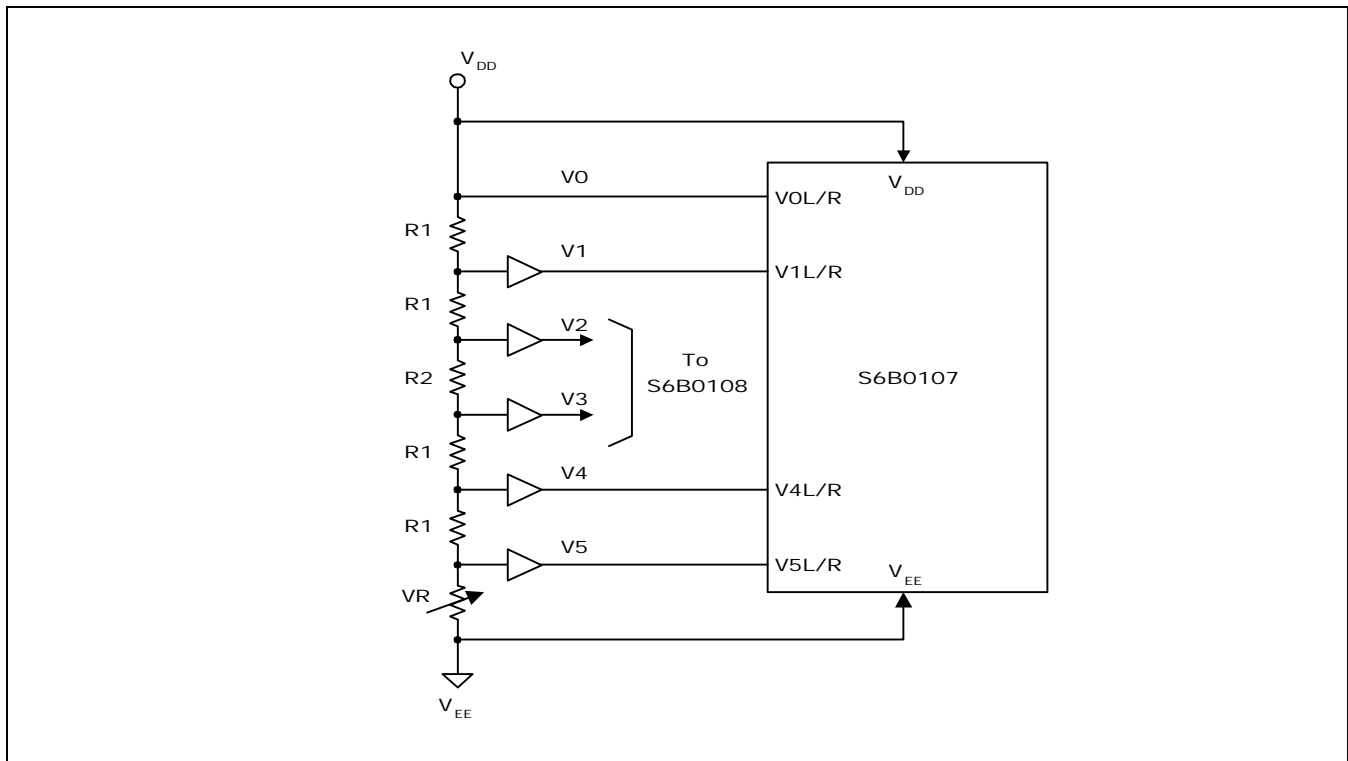 VDD
V0
V0L/R
VDD
R1
V1
V1L/R
R1
V2
To
S6B0108
R2
S6B0107
V3
R1
V4
V4L/R
R1
V5
V5L/R
VEE
VR
VEE